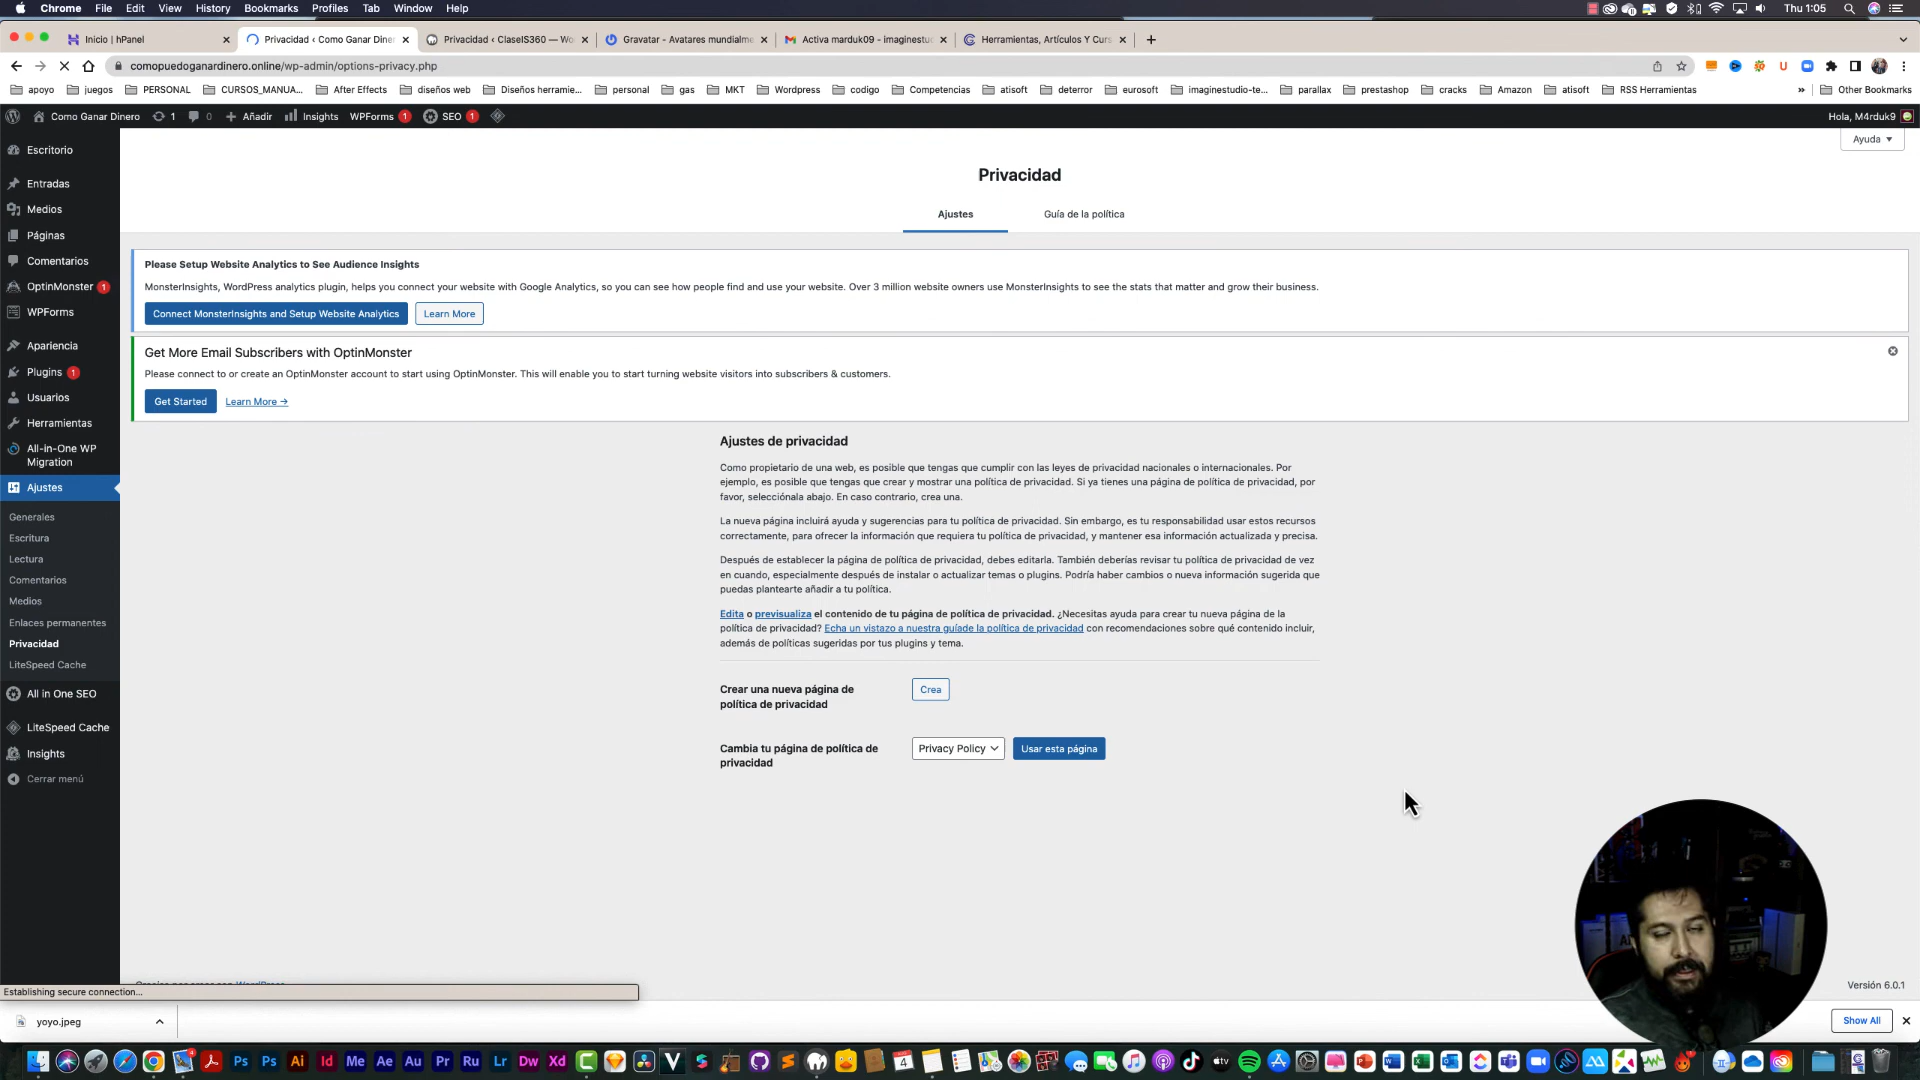 Chrome File Edit View History Bookmarks Profiles Tab Window Help Thu 1:05
Inicio | hPanel
Privacidad ‹ Como Ganar Diner
Privacidad ‹ ClaseIS360 — Wo
Gravatar - Avatares mundialme
Activa marduk09 - imaginestu
Herramientas, Artículos Y Curs
comopuedoganardinero.online/wp-admin/options-privacy.php
apoyo juegos PERSONAL CURSOS_MANUA... After Effects diseños web Diseños herramie... personal gas MKT Wordpress codigo Competencias atisoft deterror eurosoft imaginestudio-te... parallax prestashop cracks Amazon atisoft RSS Herramientas » Other Bookmarks
Como Ganar Dinero 1 0 Añadir Insights WPForms 1 SEO 1 Hola, M4rduk9
Ayuda
Escritorio
Entradas
Medios
Páginas
Comentarios
OptinMonster 1
WPForms
Apariencia
Plugins 1
Usuarios
Herramientas
All-in-One WP
Migration
Ajustes
Generales
Escritura
Lectura
Comentarios
Medios
Enlaces permanentes
Privacidad
LiteSpeed Cache
All in One SEO
LiteSpeed Cache
Insights
Cerrar menú
Privacidad
Ajustes Guía de la política
Please Setup Website Analytics to See Audience Insights
MonsterInsights, WordPress analytics plugin, helps you connect your website with Google Analytics, so you can see how people find and use your website. Over 3 million website owners use MonsterInsights to see the stats that matter and grow their business.
Connect MonsterInsights and Setup Website Analytics Learn More
Get More Email Subscribers with OptinMonster
Please connect to or create an OptinMonster account to start using OptinMonster. This will enable you to start turning website visitors into subscribers & customers.
Get Started Learn More →
Ajustes de privacidad
Como propietario de una web, es posible que tengas que cumplir con las leyes de privacidad nacionales o internacionales. Por
ejemplo, es posible que tengas que crear y mostrar una política de privacidad. Si ya tienes una página de política de privacidad, por
favor, selecciónala abajo. En caso contrario, crea una.
La nueva página incluirá ayuda y sugerencias para tu política de privacidad. Sin embargo, es tu responsabilidad usar estos recursos
correctamente, para ofrecer la información que requiera tu política de privacidad, y mantener esa información actualizada y precisa.
Después de establecer la página de política de privacidad, debes editarla. También deberías revisar tu política de privacidad de vez
en cuando, especialmente después de instalar o actualizar temas o plugins. Podría haber cambios o nueva información sugerida que
puedas plantearte añadir a tu política.
Edita o previsualiza el contenido de tu página de política de privacidad. ¿Necesitas ayuda para crear tu nueva página de la
política de privacidad? Echa un vistazo a nuestra guíade la política de privacidad con recomendaciones sobre qué contenido incluir,
además de políticas sugeridas por tus plugins y tema.
Crear una nueva página de
política de privacidad
Crea
Cambia tu página de política de
privacidad
Privacy Policy Usar esta página
Versión 6.0.1
Establishing secure connection...
yoyo.jpeg
Show All
Ps Ps Ai Id Me Ae Au Pr Ru Lr Dw Xd